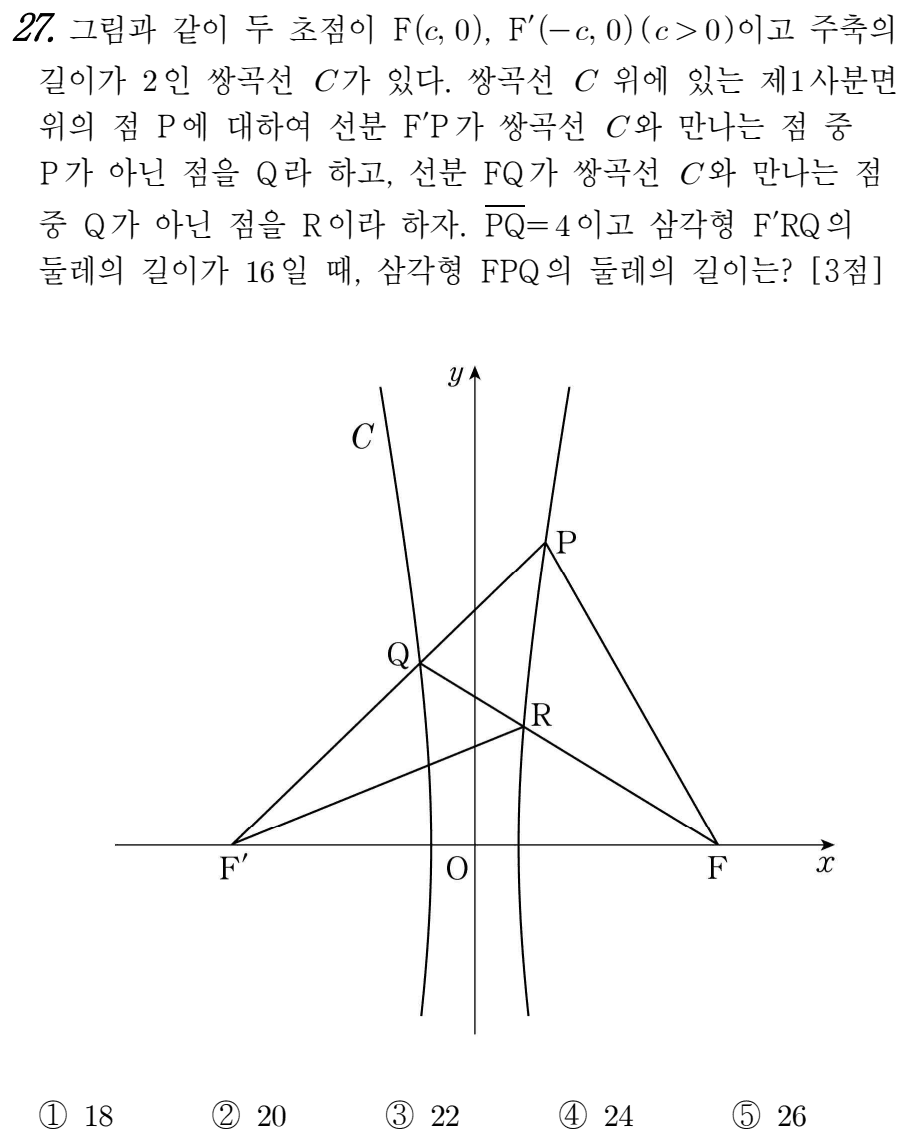 27. 그림과 같이 두 초점이 F(c, 0), F′(−c, 0) (c>0)이고 주축의
길이가 2인 쌍곡선 C가 있다. 쌍곡선 C 위에 있는 제1사분면
위의 점 P에 대하여 선분 F′P가 쌍곡선 C와 만나는 점 중
P가 아닌 점을 Q라 하고, 선분 FQ가 쌍곡선 C와 만나는 점
중 Q가 아닌 점을 R이라 하자. P̅Q̅=4이고 삼각형 F′RQ의
둘레의 길이가 16일 때, 삼각형 FPQ의 둘레의 길이는? [3점]
y
C
P
Q
R
F′
O
F
x
① 18 ② 20 ③ 22 ④ 24 ⑤ 26